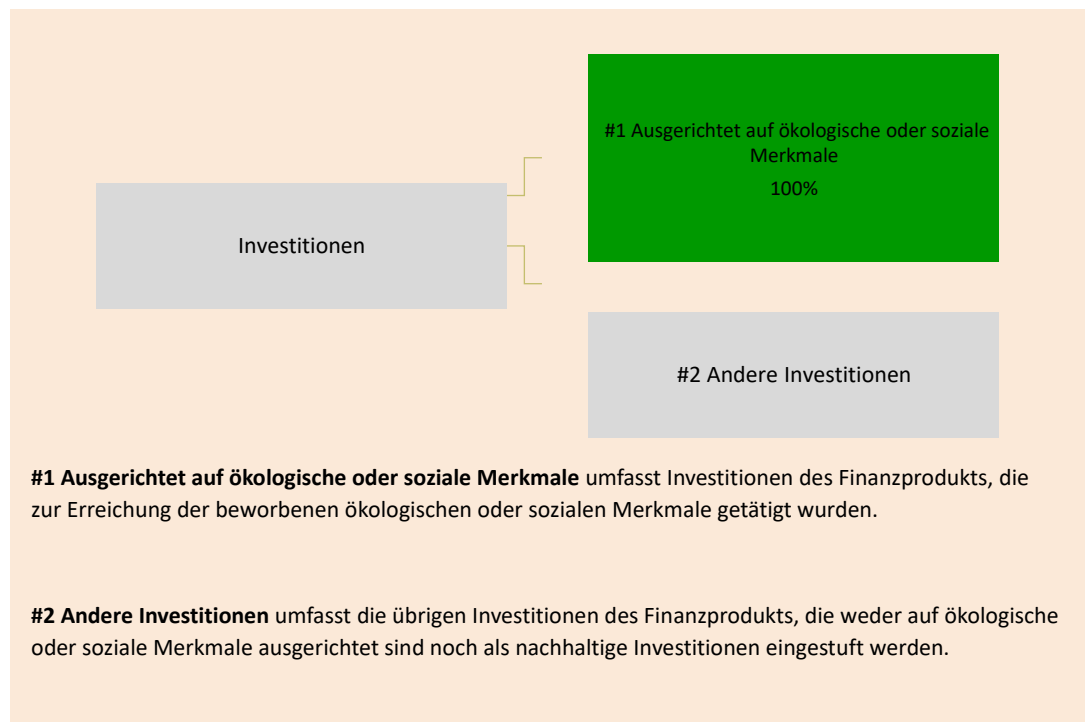 #1 Ausgerichtet auf ökologische oder soziale
Merkmale
100%
Investitionen
#2 Andere Investitionen
#1 Ausgerichtet auf ökologische oder soziale Merkmale umfasst Investitionen des Finanzprodukts, die
zur Erreichung der beworbenen ökologischen oder sozialen Merkmale getätigt wurden.
#2 Andere Investitionen umfasst die übrigen Investitionen des Finanzprodukts, die weder auf ökologische
oder soziale Merkmale ausgerichtet sind noch als nachhaltige Investitionen eingestuft werden.